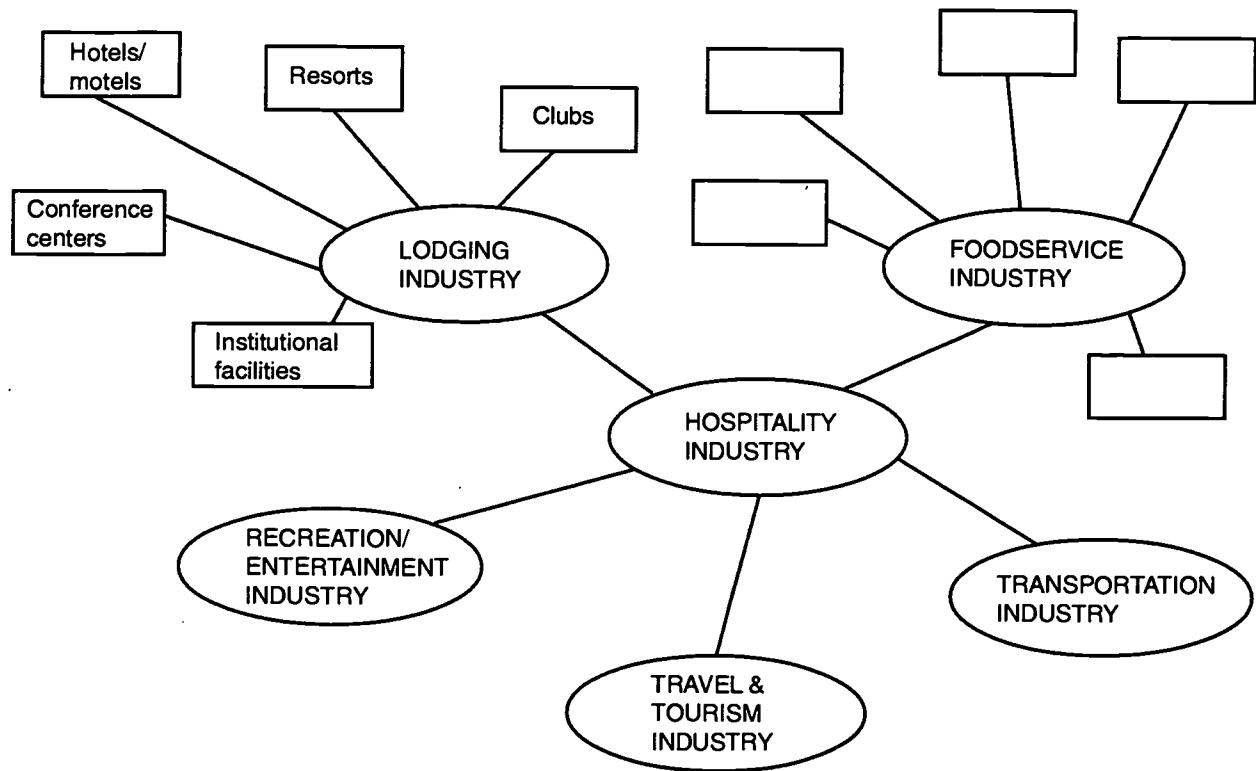 Hotels/
motels
Resorts
Clubs
Conference
centers
LODGING
INDUSTRY
FOODSERVICE
INDUSTRY
Institutional
facilities
HOSPITALITY
INDUSTRY
RECREATION/
ENTERTAINMENT
INDUSTRY
TRANSPORTATION
INDUSTRY
TRAVEL &
TOURISM
INDUSTRY